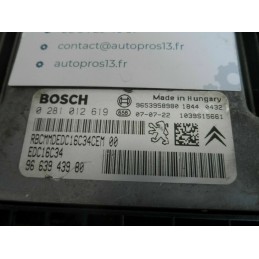 contact@autopros13.fr
autopros13.fr
BOSCH
Made in Hungary
9653958980 1844 0432
0 281 012 619
07-07-22 1039S15661
RBCMMDEDC16C34CEM 00
EDC16C34
96 639 439 80